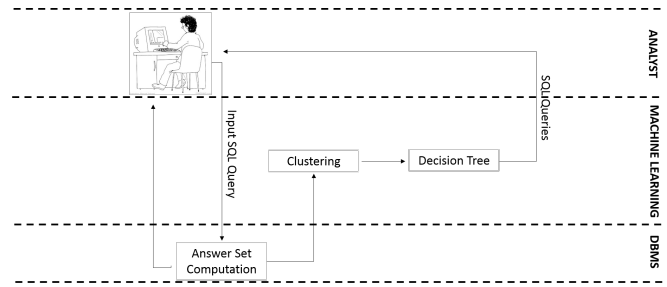 ANALYST
SQL Queries
Input SQL Query
MACHINE LEARNING
Clustering
Decision Tree
DBMS
Answer Set
Computation